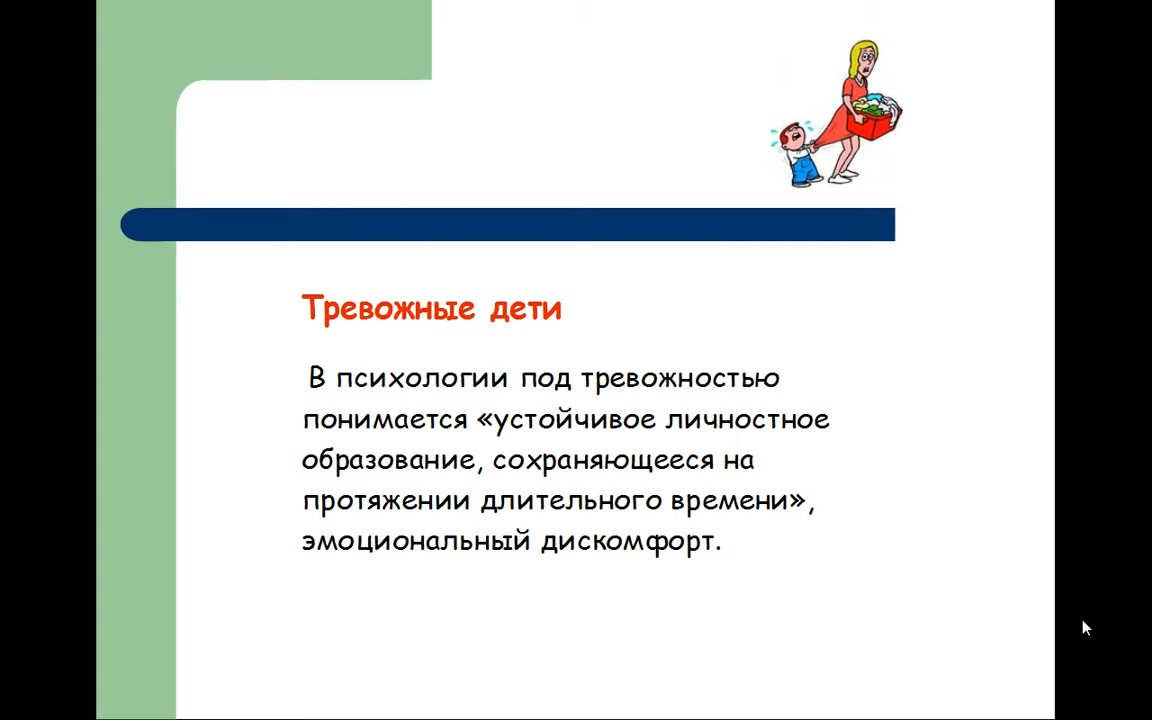 Тревожные дети
В психологии под тревожностью
понимается «устойчивое личностное
образование, сохраняющееся на
протяжении длительного времени»,
эмоциональный дискомфорт.